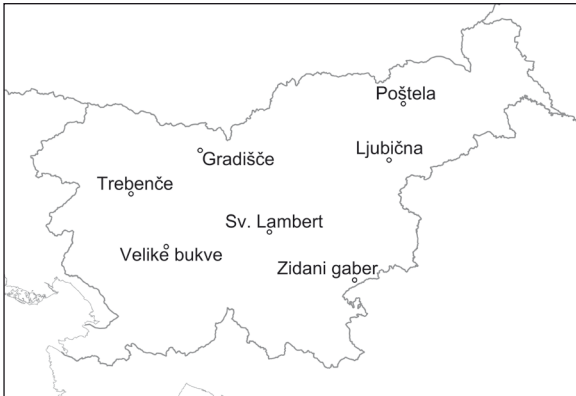 Poštela
Ljubična
Gradišče
Trebenče
Sv. Lambert
Velike bukve
Zidani gaber